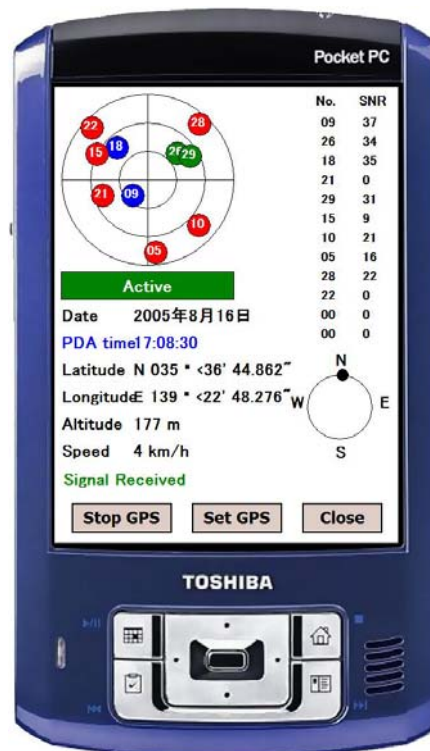 Pocket PC
No. SNR
09 37
26 34
18 35
21 0
29 31
15 9
10 21
05 16
28 22
22 0
00 0
00 0
22
28
18
15
26
29
21
09
10
05
Active
Date 2005年8月16日
PDA time17:08:30
Latitude N 035 ° <36' 44.862"
LongitudeE 139 ° <22' 48.276"
Altitude 177 m
Speed 4 km/h
Signal Received
N
W E
S
Stop GPS Set GPS Close
TOSHIBA